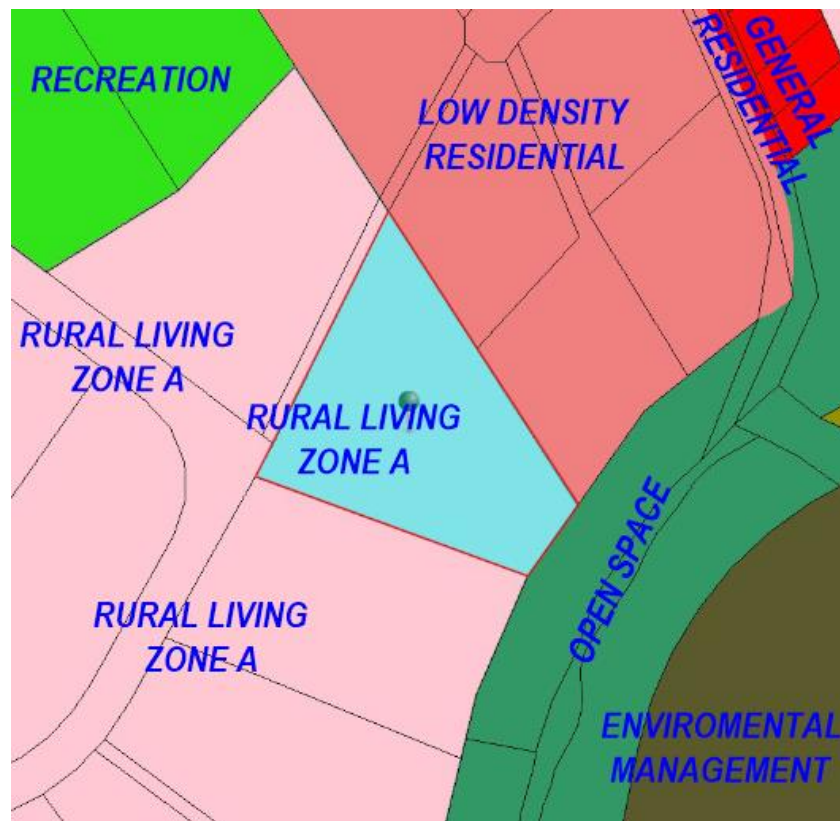 RECREATION
LOW DENSITY
RESIDENTIAL
GENERAL
RESIDENTIAL
RURAL LIVING
ZONE A
RURAL LIVING
ZONE A
OPEN SPACE
RURAL LIVING
ZONE A
ENVIROMENTAL
MANAGEMENT